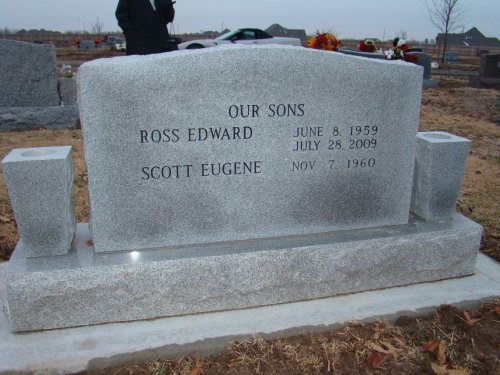 OUR SONS
ROSS EDWARD JUNE 8, 1959
JULY 28, 2009
SCOTT EUGENE NOV 7, 1960